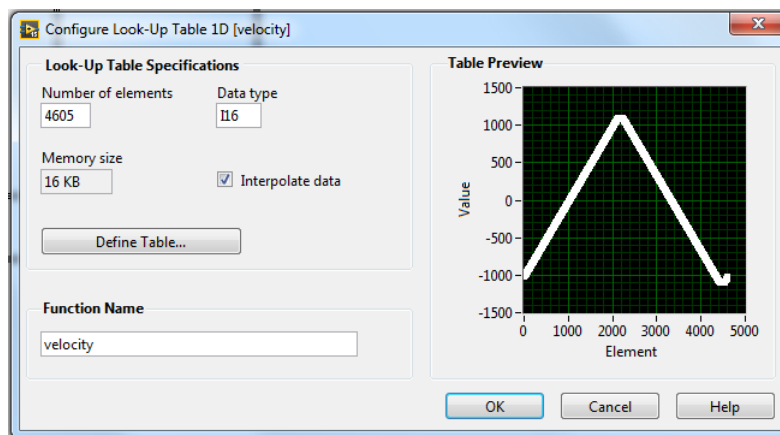 Configure Look-Up Table 1D [velocity]
Look-Up Table Specifications
Number of elements
Data type
4605
I16
Memory size
16 KB
Interpolate data
Define Table...
Function Name
velocity
Table Preview
1500
1000
500
0
-500
-1000
-1500
Value
0 1000 2000 3000 4000 5000
Element
OK Cancel Help